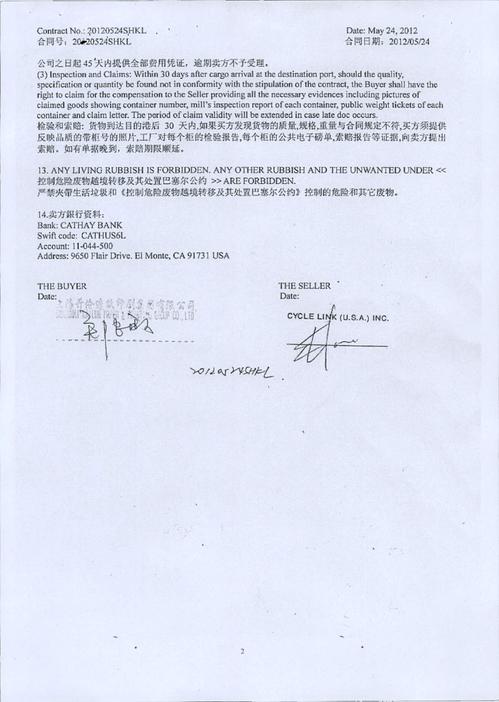 Contract No.: 20120524SHKL Date: May 24, 2012
合同号: 20120524SHKL 合同日期: 2012/05/24
公司之日起 45 天内提供全部费用凭证，逾期卖方不予受理。
(3) Inspection and Claims: Within 30 days after cargo arrival at the destination port, should the quality,
specification or quantity be found not in conformity with the stipulation of the contract, the Buyer shall have the
right to claim for the compensation to the Seller providing all the necessary evidences including pictures of
claimed goods showing container number, mill's inspection report of each container, public weight tickets of each
container and claim letter. The period of claim validity will be extended in case late doc occurs.
检验和索赔: 货物到达目的港后 30 天内,如果买方发现货物的质量,规格,重量与合同规定不符,买方须提供
反映品质的带柜号的照片,工厂对每个柜的检验报告,每个柜的公共电子磅单,索赔报告等证据,向卖方提出
索赔。如有单据晚到，索赔期限顺延。
13. ANY LIVING RUBBISH IS FORBIDDEN. ANY OTHER RUBBISH AND THE UNWANTED UNDER <<
控制危险废物越境转移及其处置巴塞尔公约 >> ARE FORBIDDEN.
严禁夹带生活垃圾和《控制危险废物越境转移及其处置巴塞尔公约》控制的危险和其它废物。
14.卖方銀行資料:
Bank: CATHAY BANK
Swift code: CATHUS6L
Account: 11-044-500
Address: 9650 Flair Drive. El Monte, CA 91731 USA
THE BUYER THE SELLER
Date: Date:
CYCLE LINK (U.S.A.) INC.
20120524SHKL
2